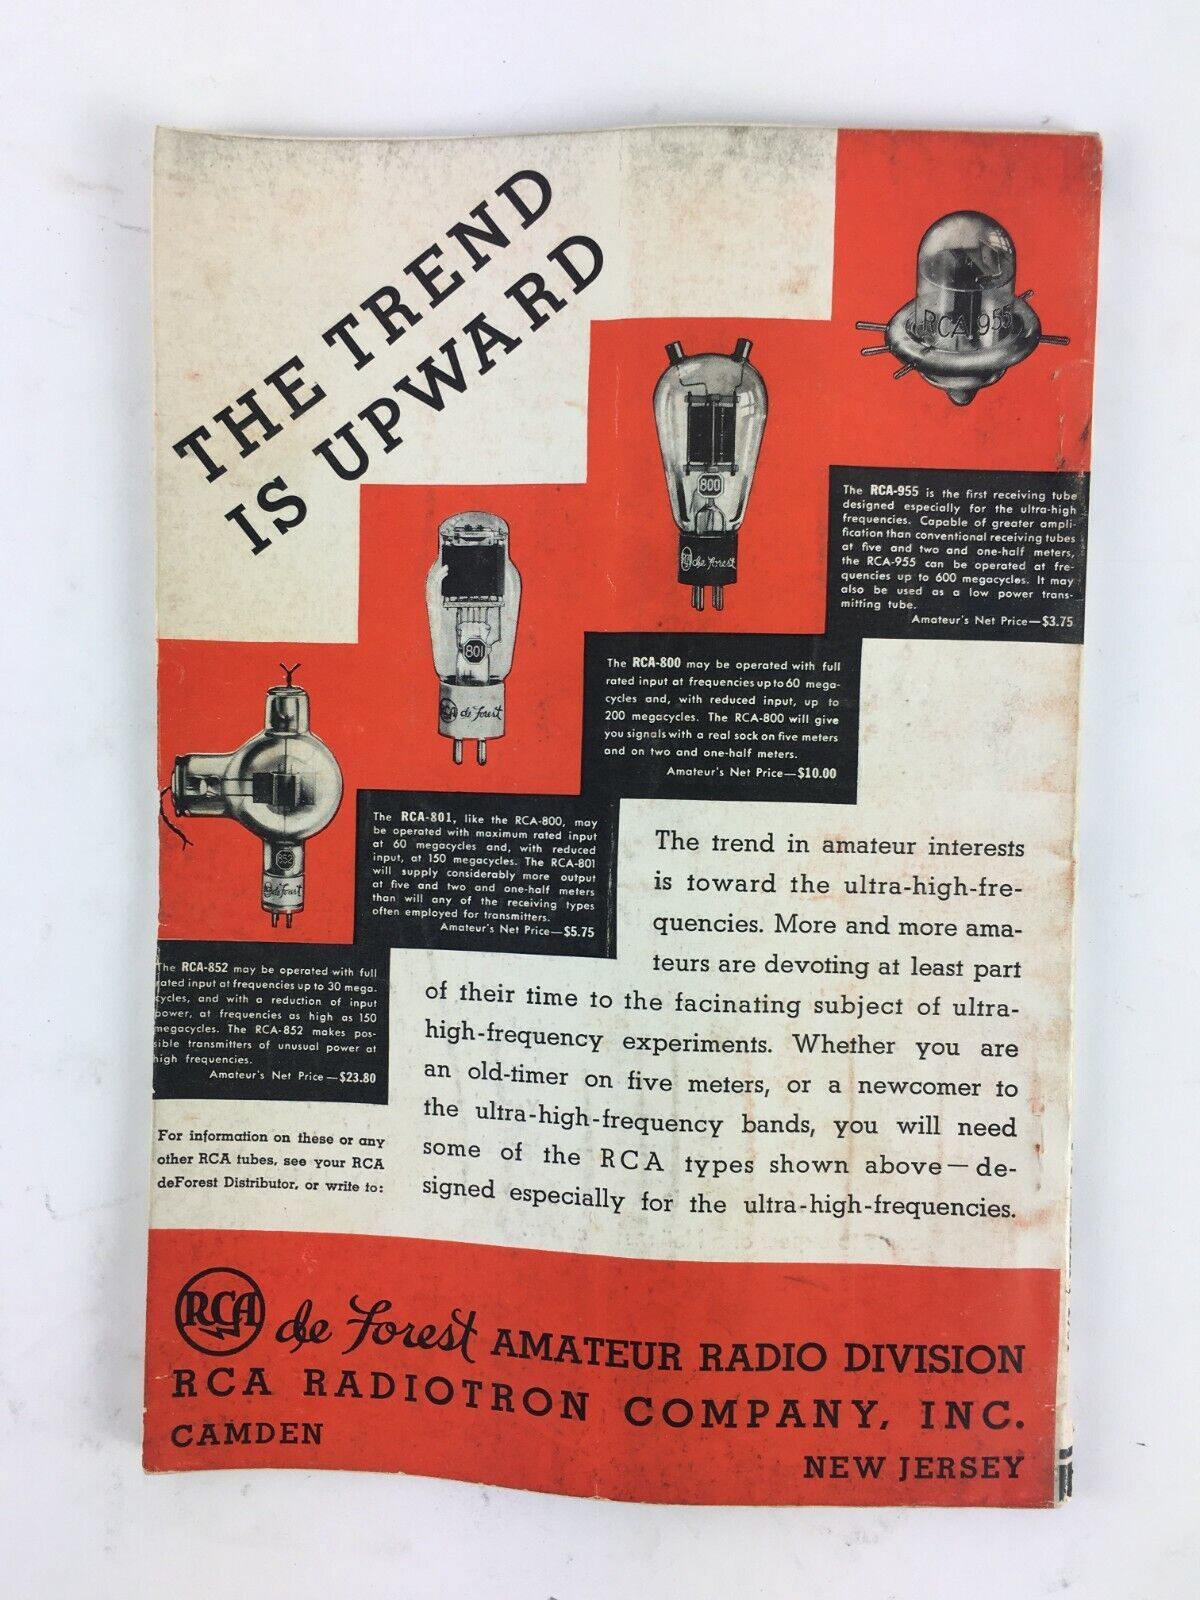 THE TREND
IS UPWARD
RCA 955
800
de Forest
801
RCA de Forest
852
de Forest
The RCA-955 is the first receiving tube
designed especially for the ultra-high
frequencies. Capable of greater ampli-
fication than conventional receiving tubes
at five and two and one-half meters,
the RCA-955 can be operated at fre-
quencies up to 600 megacycles. It may
also be used as a low power trans-
mitting tube.
Amateur's Net Price—$3.75
The RCA-800 may be operated with full
rated input at frequencies up to 60 mega-
cycles and, with reduced input, up to
200 megacycles. The RCA-800 will give
you signals with a real sock on five meters
and on two and one-half meters.
Amateur's Net Price—$10.00
The RCA-801, like the RCA-800, may
be operated with maximum rated input
at 60 megacycles and, with reduced
input, at 150 megacycles. The RCA-801
will supply considerably more output
at five and two and one-half meters
than will any of the receiving types
often employed for transmitters.
Amateur's Net Price—$5.75
The RCA-852 may be operated with full
rated input at frequencies up to 30 mega-
cycles, and with a reduction of input
power, at frequencies as high as 150
megacycles. The RCA-852 makes pos-
sible transmitters of unusual power at
high frequencies.
Amateur's Net Price—$23.80
The trend in amateur interests
is toward the ultra-high-fre-
quencies. More and more ama-
teurs are devoting at least part
of their time to the facinating subject of ultra-
high-frequency experiments. Whether you are
an old-timer on five meters, or a newcomer to
the ultra-high-frequency bands, you will need
some of the RCA types shown above—de-
signed especially for the ultra-high-frequencies.
For information on these or any
other RCA tubes, see your RCA
deForest Distributor, or write to:
RCA de Forest AMATEUR RADIO DIVISION
RCA RADIOTRON COMPANY, INC.
CAMDEN
NEW JERSEY